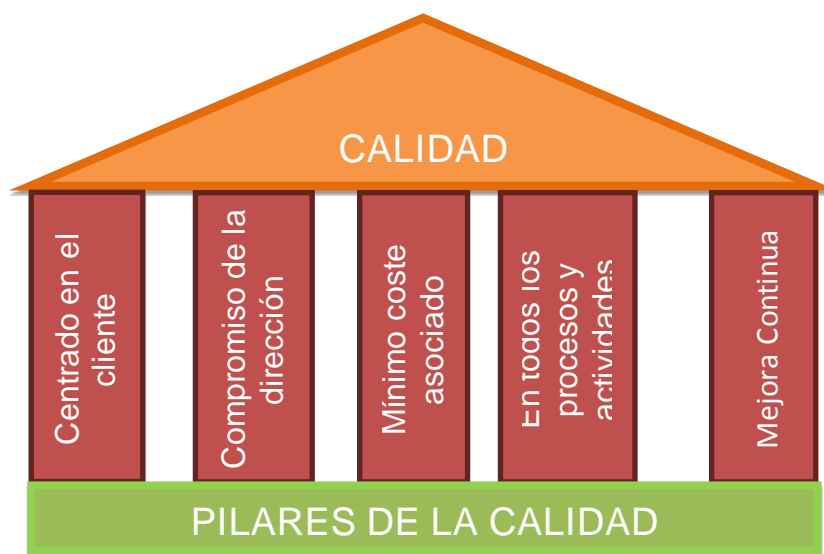 CALIDAD
Centrado en el
cliente
Compromiso de la
dirección
Mínimo coste
asociado
En todos los
procesos y
actividades
Mejora Continua
PILARES DE LA CALIDAD